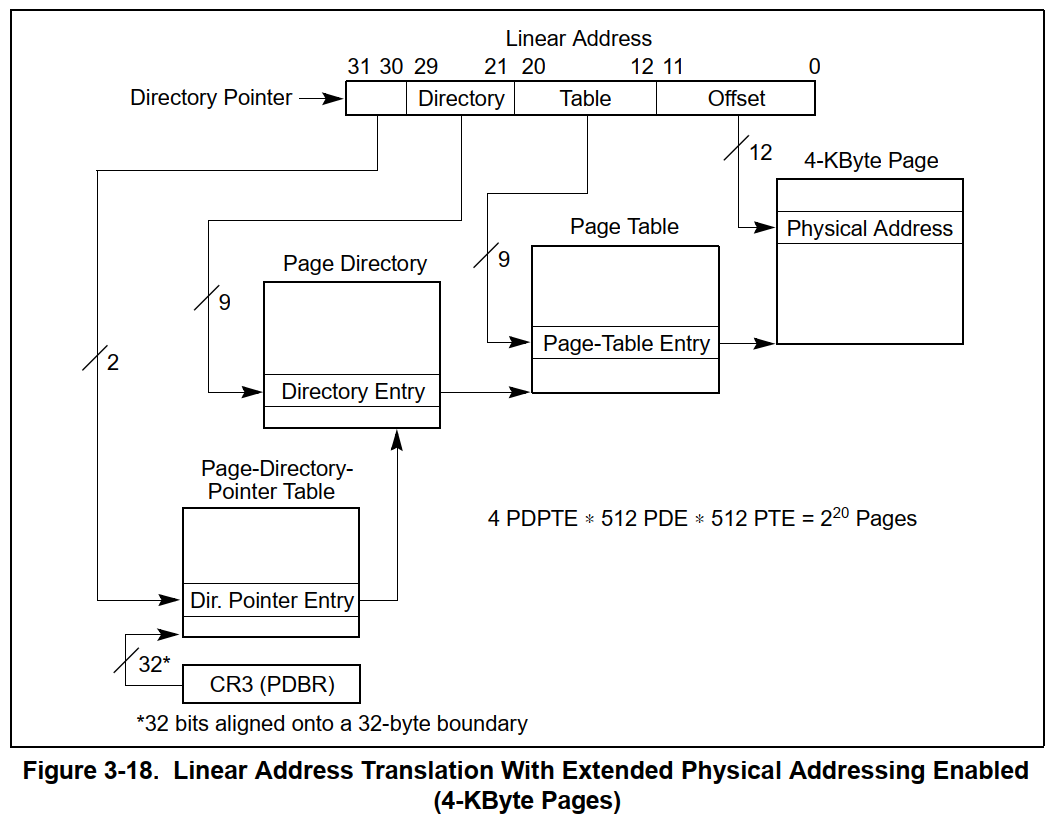 Linear Address
31 30 29 21 20 12 11 0
Directory Pointer
Directory
Table
Offset
12
4-KByte Page
Physical Address
Page Table
9
Page-Table Entry
Page Directory
9
Directory Entry
2
Page-Directory-
Pointer Table
Dir. Pointer Entry
4 PDPTE ∗ 512 PDE ∗ 512 PTE = 2²⁰ Pages
32*
CR3 (PDBR)
*32 bits aligned onto a 32-byte boundary
Figure 3-18. Linear Address Translation With Extended Physical Addressing Enabled
(4-KByte Pages)